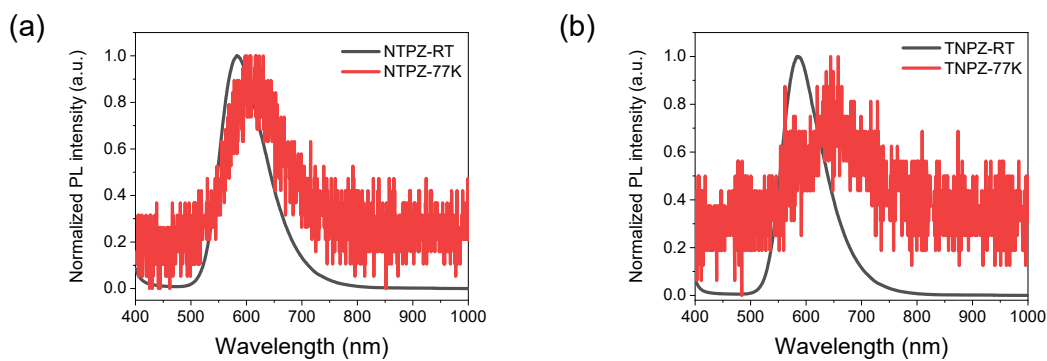 (a)
Normalized PL intensity (a.u.)
1.0
0.8
0.6
0.4
0.2
0.0
NTPZ-RT
NTPZ-77K
400 500 600 700 800 900 1000
Wavelength (nm)
(b)
Normalized PL intensity (a.u.)
1.0
0.8
0.6
0.4
0.2
0.0
TNPZ-RT
TNPZ-77K
400 500 600 700 800 900 1000
Wavelength (nm)